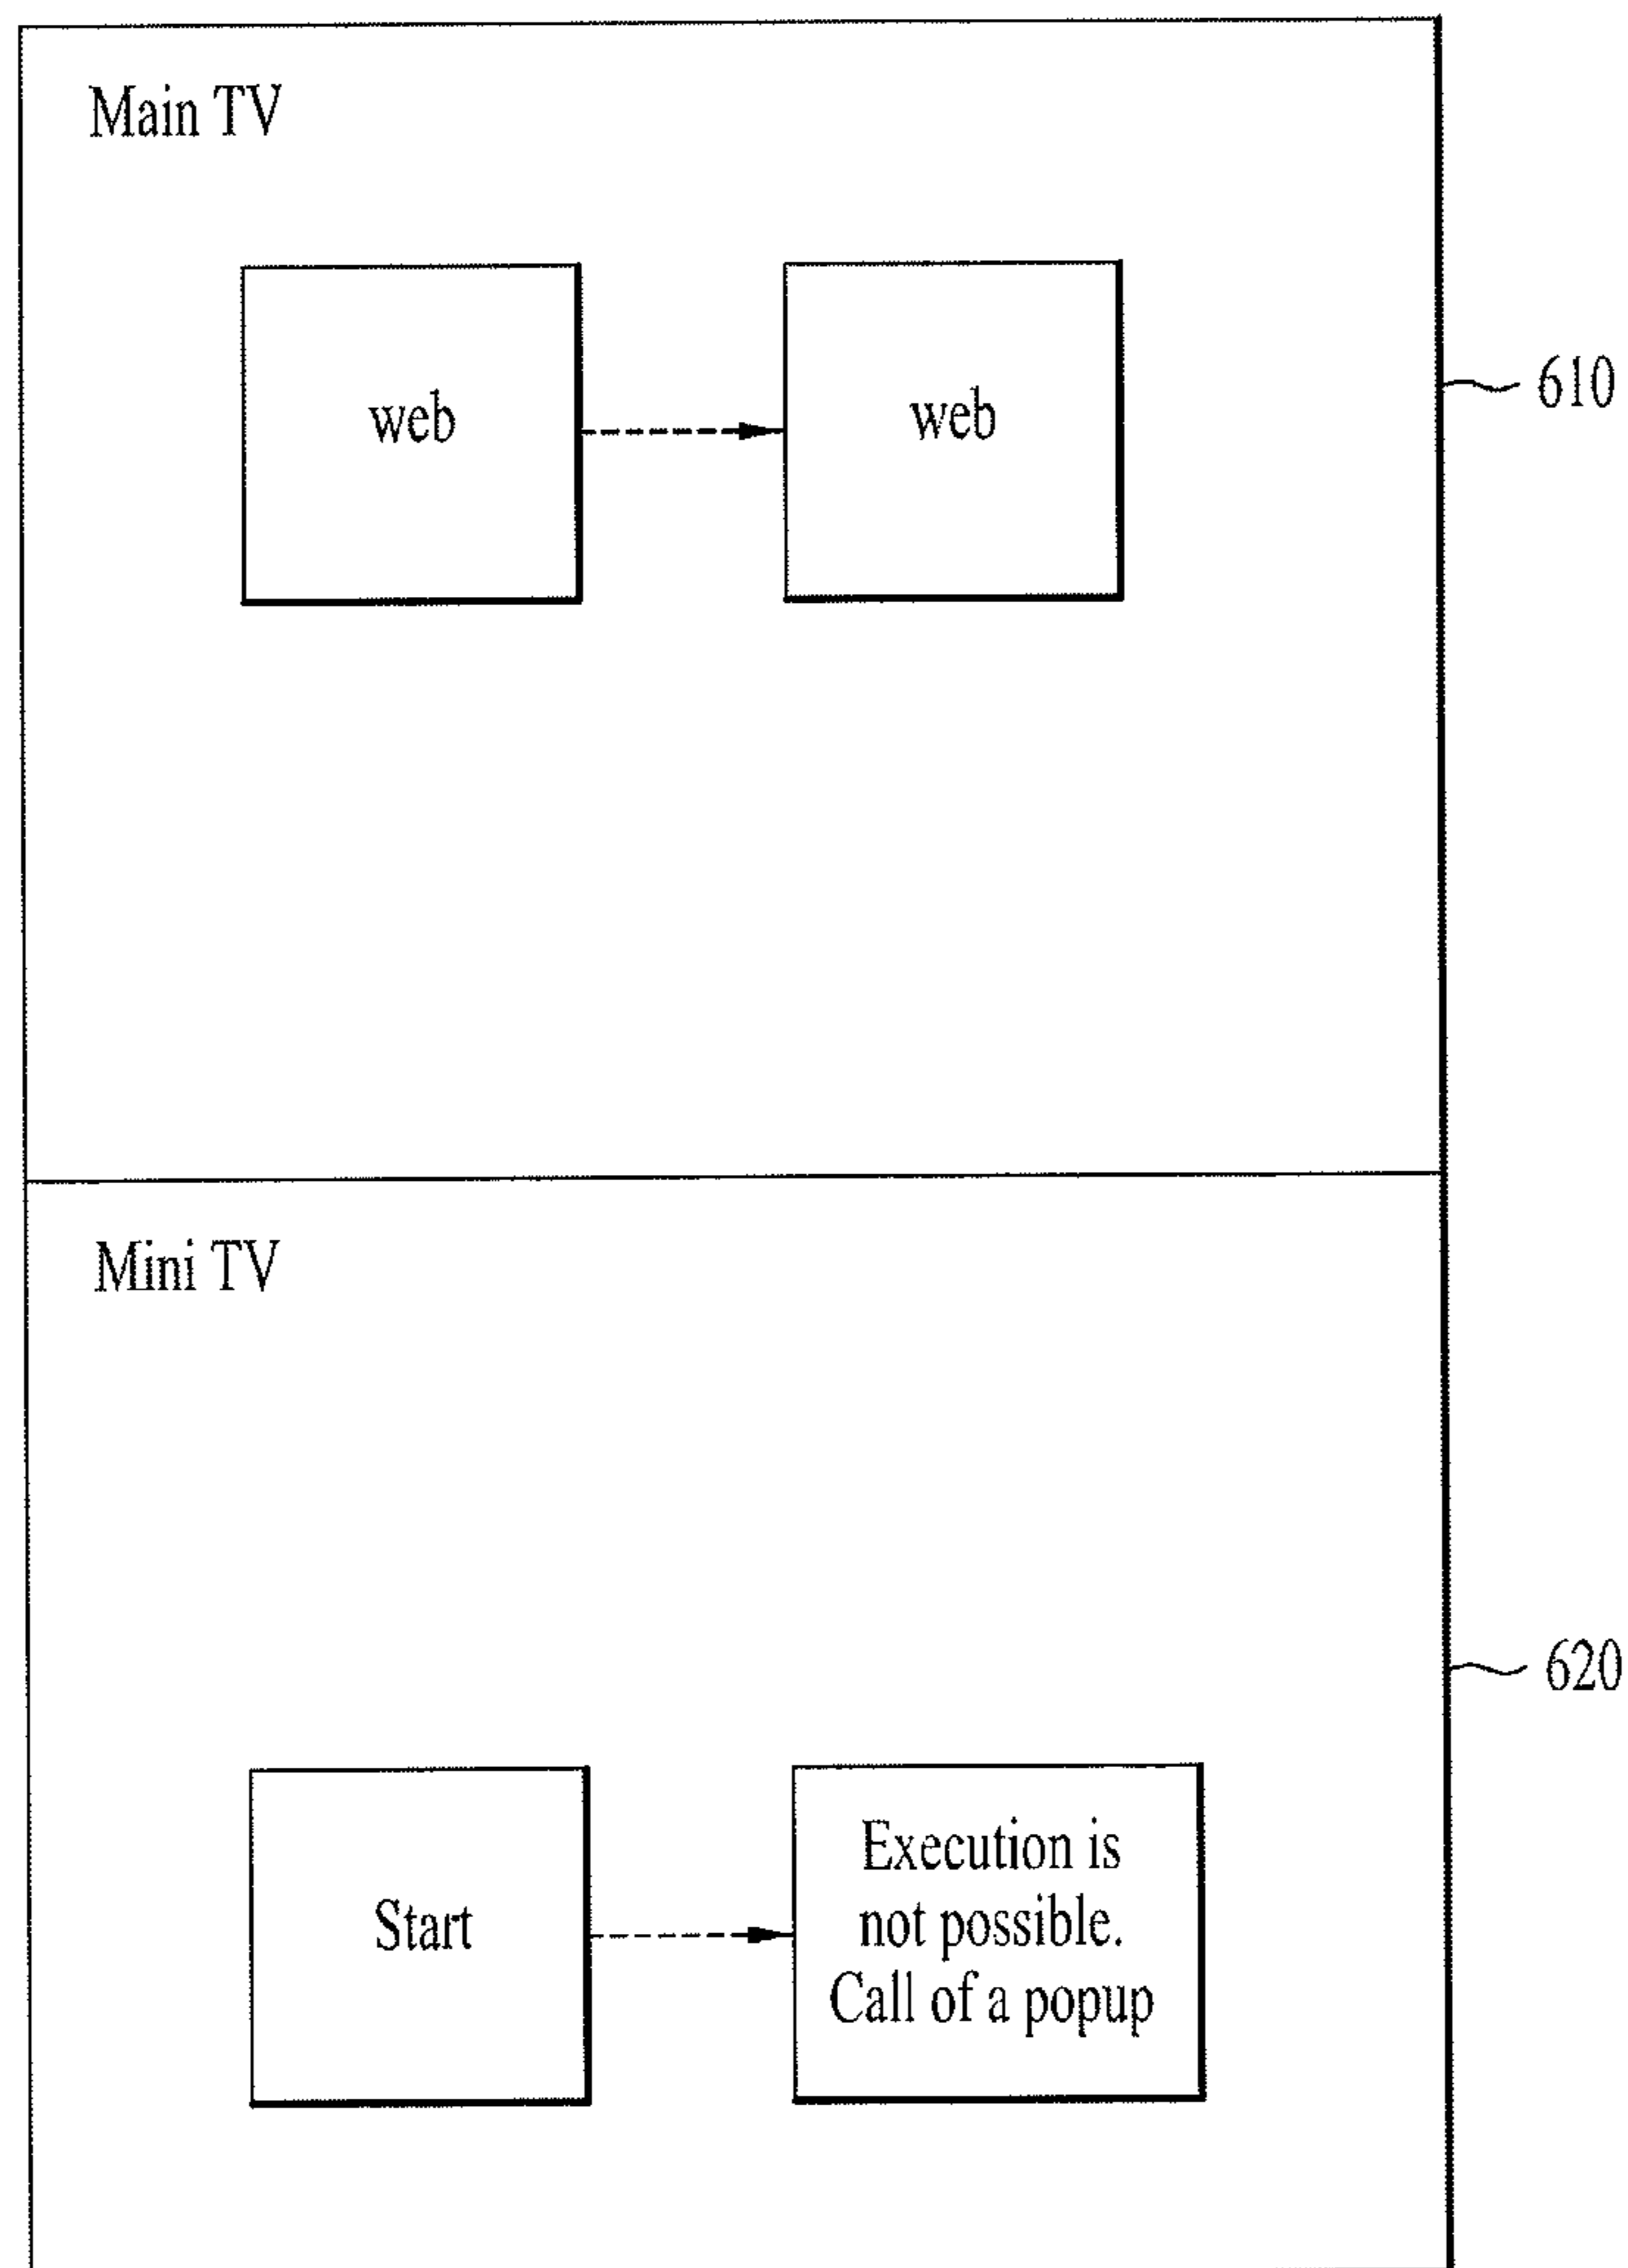 Main TV
web
web
610
Mini TV
620
Start
Execution is
not possible.
Call of a popup